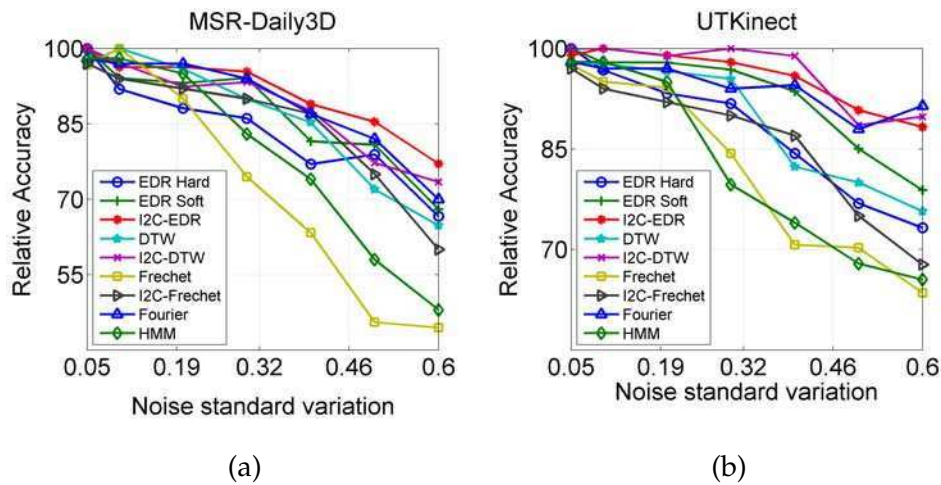 MSR-Daily3D
Relative Accuracy
100
85
70
55
EDR Hard
EDR Soft
I2C-EDR
DTW
I2C-DTW
Frechet
I2C-Frechet
Fourier
HMM
0.05 0.19 0.32 0.46 0.6
Noise standard variation
(a)
UTKinect
Relative Accuracy
100
85
70
EDR Hard
EDR Soft
I2C-EDR
DTW
I2C-DTW
Frechet
I2C-Frechet
Fourier
HMM
0.05 0.19 0.32 0.46 0.6
Noise standard variation
(b)